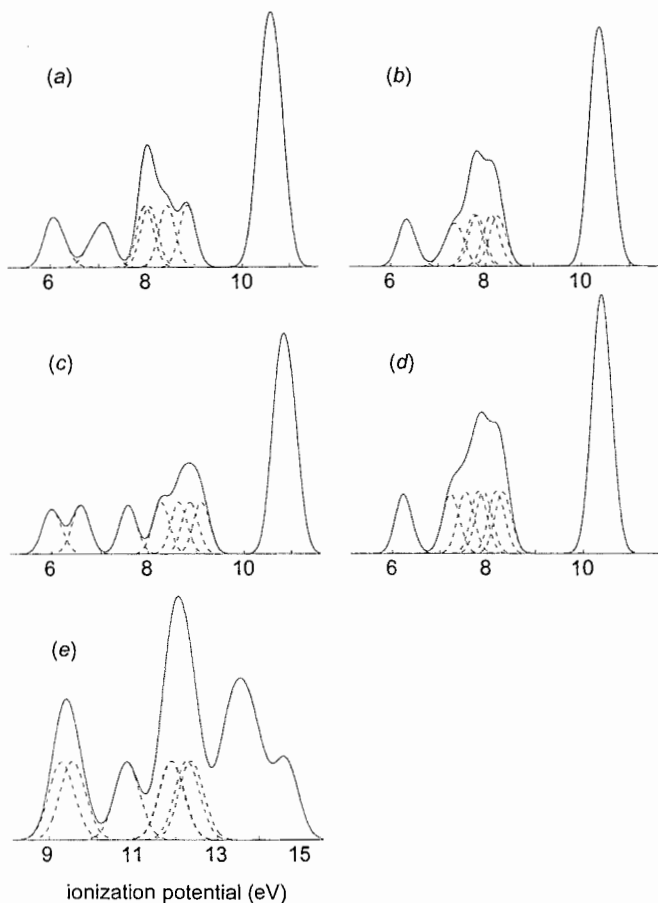 (a)
(b)
6 8 10
6 8 10
(c)
(d)
6 8 10
6 8 10
(e)
9 11 13 15
ionization potential (eV)